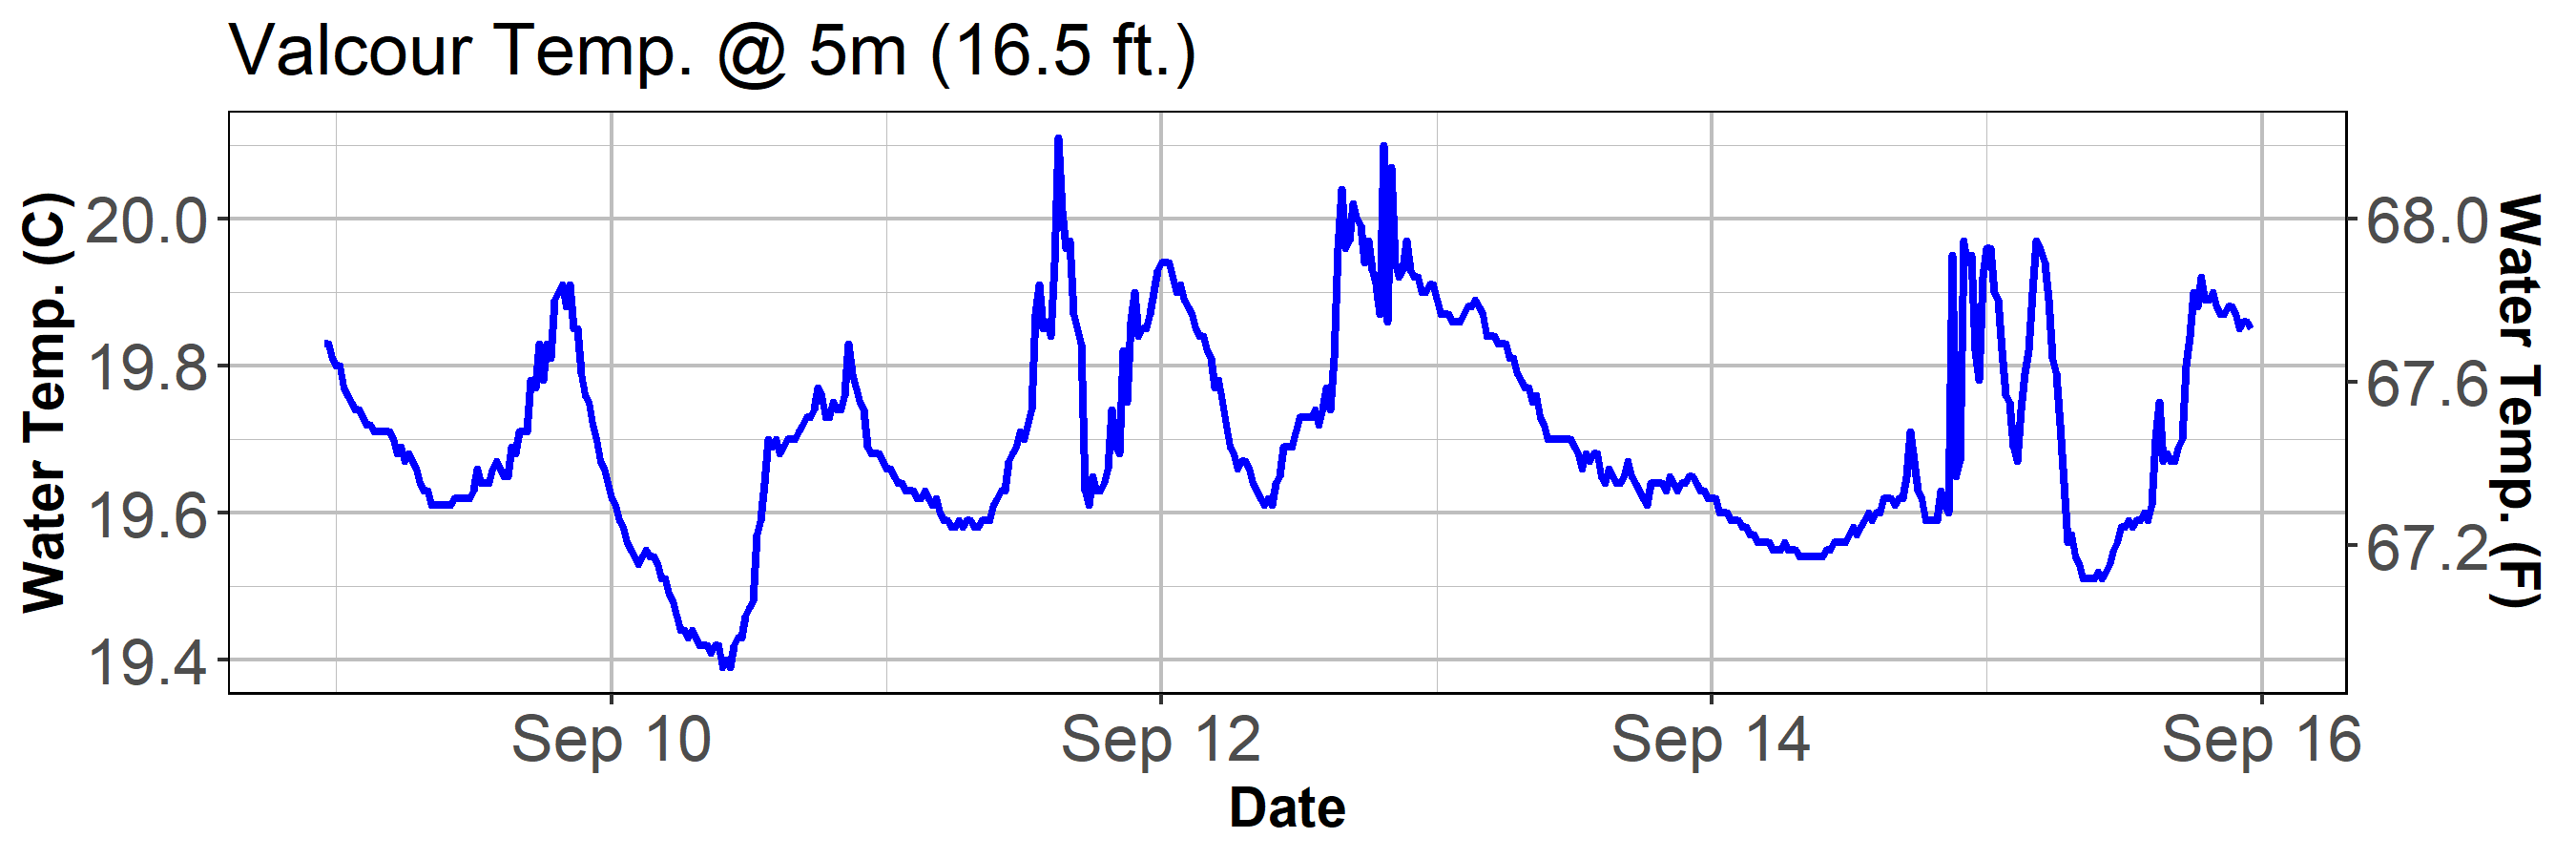 Valcour Temp. @ 5m (16.5 ft.)
Water Temp. (C)
20.0
19.8
19.6
19.4
68.0
67.6
67.2
Water Temp. (F)
Sep 10 Sep 12 Sep 14 Sep 16
Date